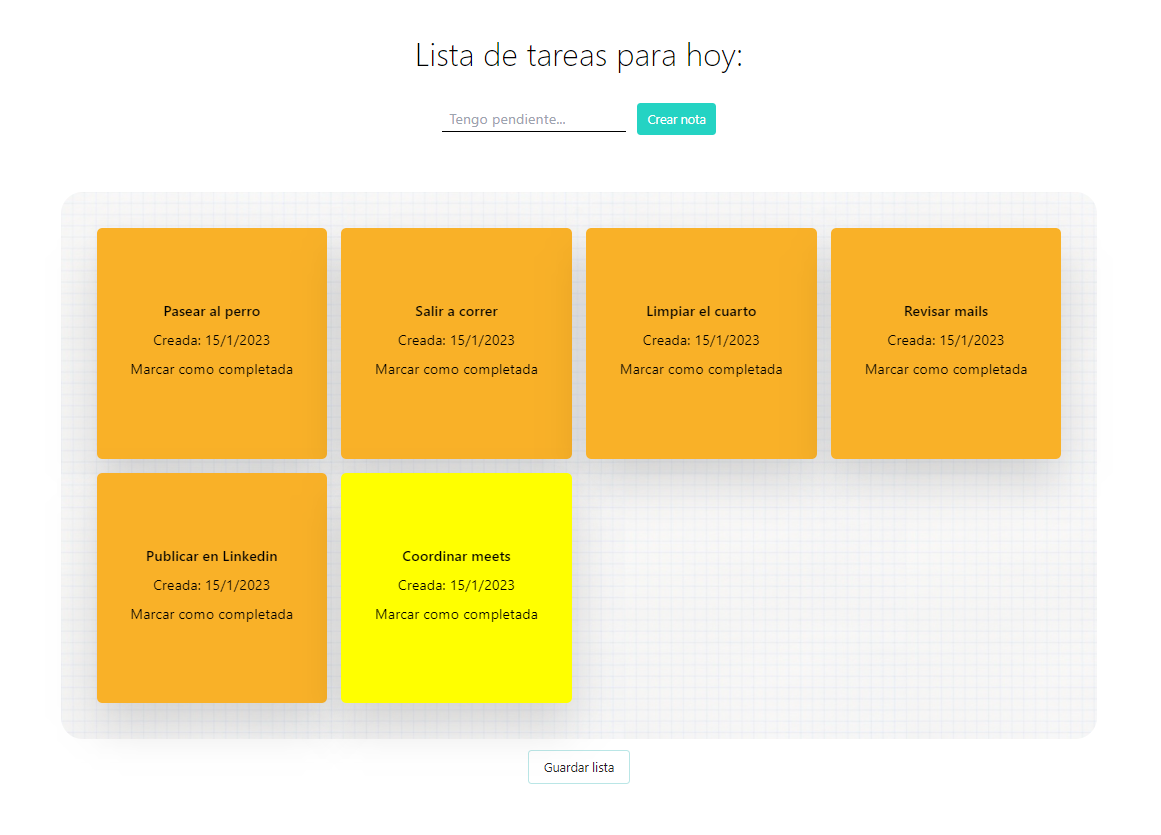 Lista de tareas para hoy:
Tengo pendiente...
Crear nota
Pasear al perro
Creada: 15/1/2023
Marcar como completada
Salir a correr
Creada: 15/1/2023
Marcar como completada
Limpiar el cuarto
Creada: 15/1/2023
Marcar como completada
Revisar mails
Creada: 15/1/2023
Marcar como completada
Publicar en Linkedin
Creada: 15/1/2023
Marcar como completada
Coordinar meets
Creada: 15/1/2023
Marcar como completada
Guardar lista